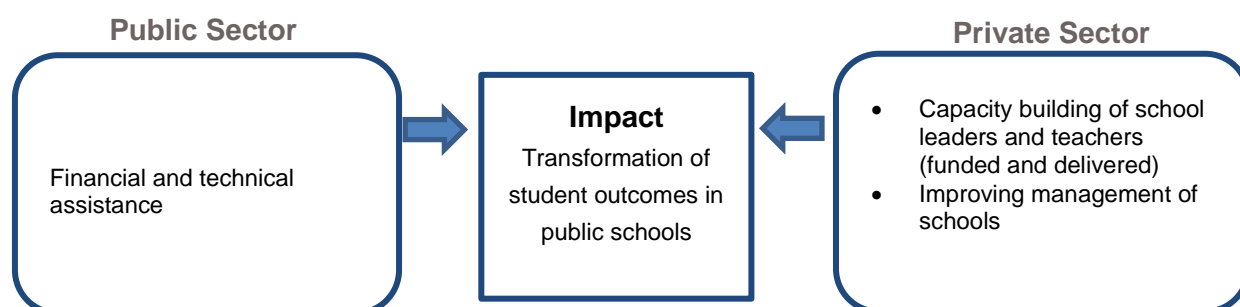 Public Sector
Financial and technical
assistance
Impact
Transformation of
student outcomes in
public schools
Private Sector
• Capacity building of school
leaders and teachers
(funded and delivered)
• Improving management of
schools